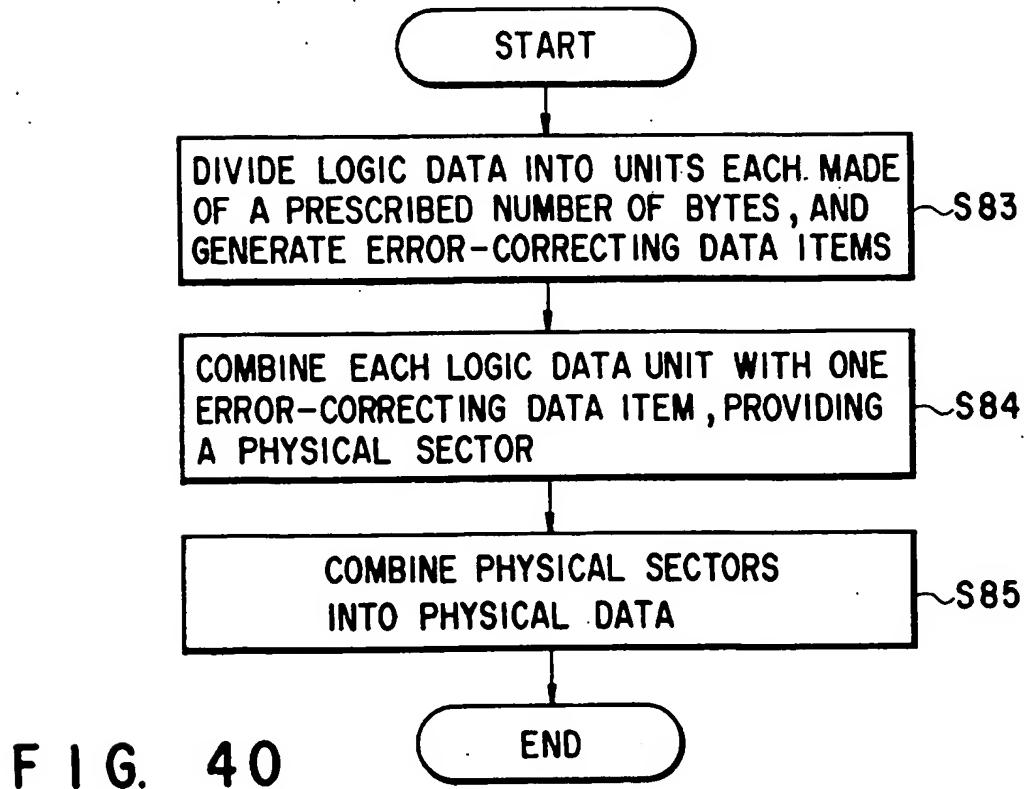 START
DIVIDE LOGIC DATA INTO UNITS EACH MADE
OF A PRESCRIBED NUMBER OF BYTES, AND
GENERATE ERROR-CORRECTING DATA ITEMS
S83
COMBINE EACH LOGIC DATA UNIT WITH ONE
ERROR-CORRECTING DATA ITEM, PROVIDING
A PHYSICAL SECTOR
S84
COMBINE PHYSICAL SECTORS
INTO PHYSICAL DATA
S85
END
FIG. 40